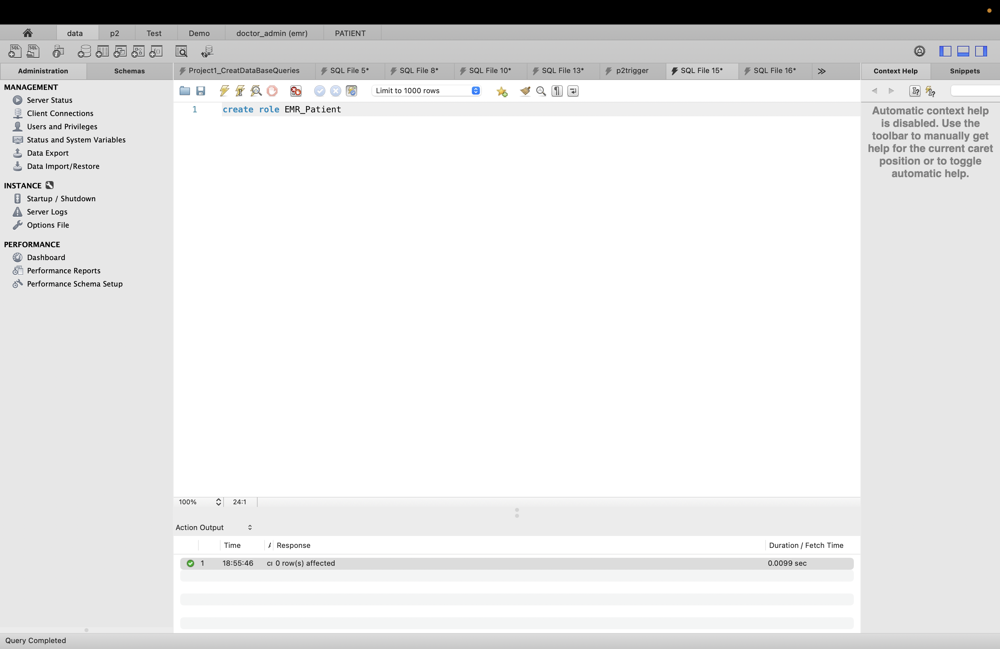 data p2 Test Demo doctor_admin (emr) PATIENT
SQL SQL
Administration Schemas Project1_CreatDataBaseQueries SQL File 5* SQL File 8* SQL File 10* SQL File 13* p2trigger SQL File 15* SQL File 16* Context Help Snippets
Limit to 1000 rows
MANAGEMENT
Server Status
Client Connections
Users and Privileges
Status and System Variables
Data Export
Data Import/Restore
INSTANCE
Startup / Shutdown
Server Logs
Options File
PERFORMANCE
Dashboard
Performance Reports
Performance Schema Setup
1 create role EMR_Patient
Automatic context help
is disabled. Use the
toolbar to manually get
help for the current caret
position or to toggle
automatic help.
100% 24:1
Action Output
Time Response Duration / Fetch Time
1 18:55:46 0 row(s) affected 0.0099 sec
Query Completed